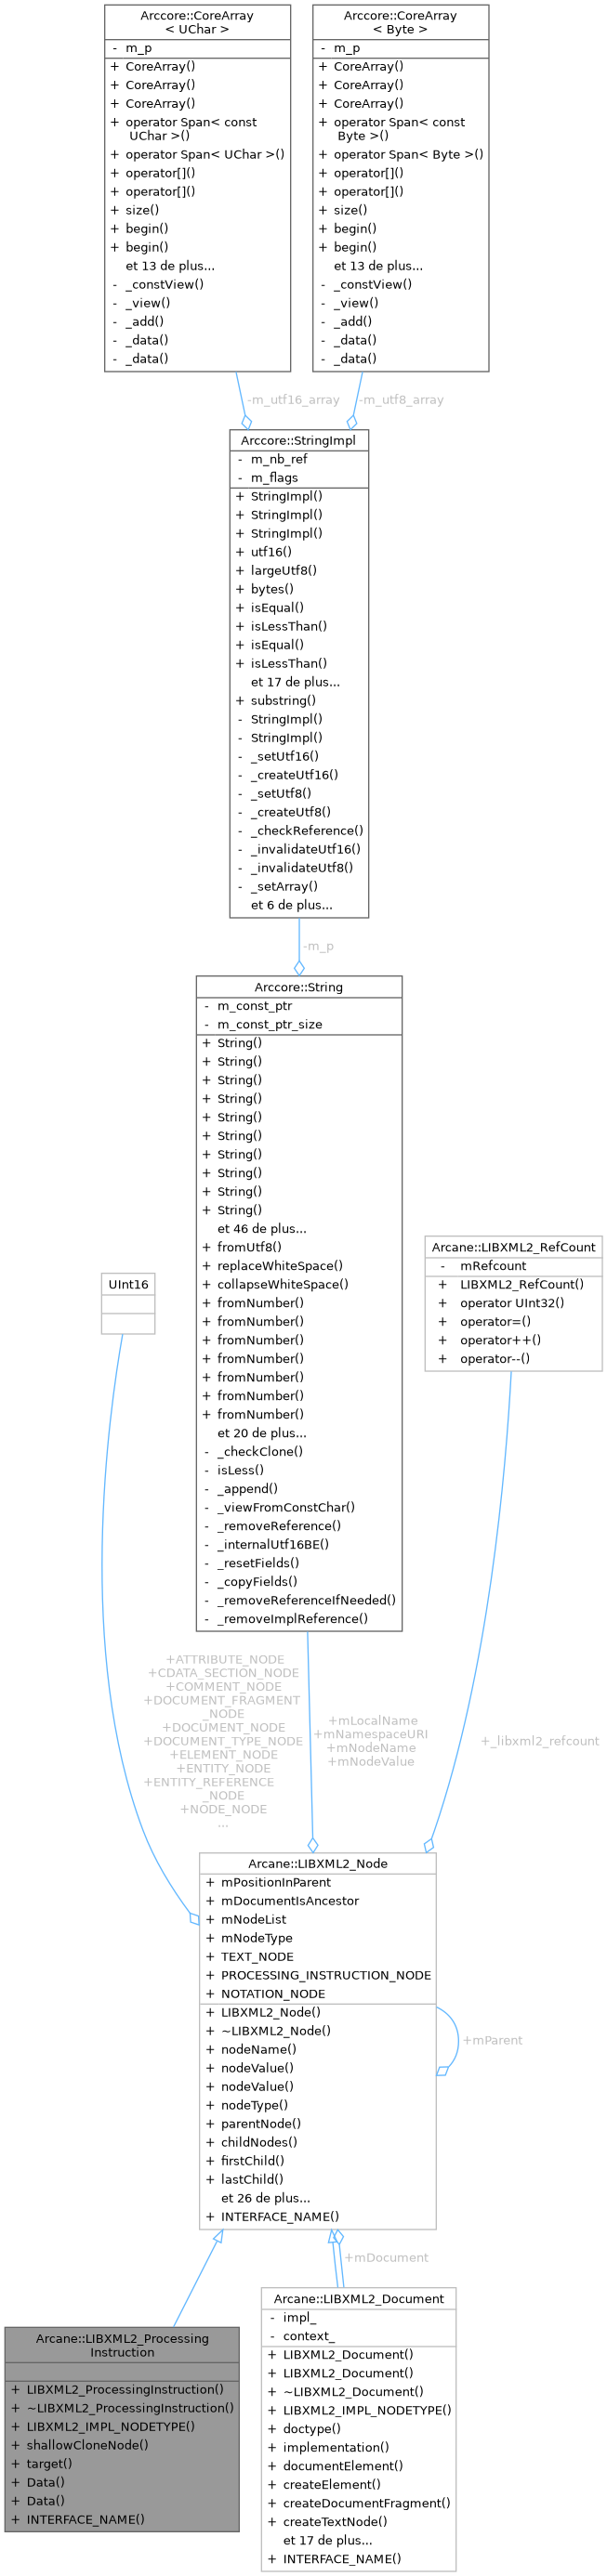 Arccore::CoreArray
< UChar >
- m_p
+ CoreArray()
+ CoreArray()
+ CoreArray()
+ operator Span< const
UChar >()
+ operator Span< UChar >()
+ operator[]()
+ operator[]()
+ size()
+ begin()
+ begin()
et 13 de plus...
- _constView()
- _view()
- _add()
- _data()
- _data()
Arccore::CoreArray
< Byte >
- m_p
+ CoreArray()
+ CoreArray()
+ CoreArray()
+ operator Span< const
Byte >()
+ operator Span< Byte >()
+ operator[]()
+ operator[]()
+ size()
+ begin()
+ begin()
et 13 de plus...
- _constView()
- _view()
- _add()
- _data()
- _data()
-m_utf16_array
-m_utf8_array
Arccore::StringImpl
- m_nb_ref
- m_flags
+ StringImpl()
+ StringImpl()
+ StringImpl()
+ utf16()
+ largeUtf8()
+ bytes()
+ isEqual()
+ isLessThan()
+ isEqual()
+ isLessThan()
et 17 de plus...
+ substring()
- StringImpl()
- StringImpl()
- _setUtf16()
- _createUtf16()
- _setUtf8()
- _createUtf8()
- _checkReference()
- _invalidateUtf16()
- _invalidateUtf8()
- _setArray()
et 6 de plus...
-m_p
Arccore::String
- m_const_ptr
- m_const_ptr_size
+ String()
+ String()
+ String()
+ String()
+ String()
+ String()
+ String()
+ String()
+ String()
+ String()
et 46 de plus...
+ fromUtf8()
+ replaceWhiteSpace()
+ collapseWhiteSpace()
+ fromNumber()
+ fromNumber()
+ fromNumber()
+ fromNumber()
+ fromNumber()
+ fromNumber()
+ fromNumber()
et 20 de plus...
- _checkClone()
- isLess()
- _append()
- _viewFromConstChar()
- _removeReference()
- _internalUtf16BE()
- _resetFields()
- _copyFields()
- _removeReferenceIfNeeded()
- _removeImplReference()
UInt16
Arcane::LIBXML2_RefCount
- mRefcount
+ LIBXML2_RefCount()
+ operator UInt32()
+ operator=()
+ operator++()
+ operator--()
+ATTRIBUTE_NODE
+CDATA_SECTION_NODE
+COMMENT_NODE
+DOCUMENT_FRAGMENT
_NODE
+DOCUMENT_NODE
+DOCUMENT_TYPE_NODE
+ELEMENT_NODE
+ENTITY_NODE
+ENTITY_REFERENCE
_NODE
+NODE_NODE
...
+mLocalName
+mNamespaceURI
+mNodeName
+mNodeValue
+_libxml2_refcount
Arcane::LIBXML2_Node
+ mPositionInParent
+ mDocumentIsAncestor
+ mNodeList
+ mNodeType
+ TEXT_NODE
+ PROCESSING_INSTRUCTION_NODE
+ NOTATION_NODE
+ LIBXML2_Node()
+ ~LIBXML2_Node()
+ nodeName()
+ nodeValue()
+ nodeValue()
+ nodeType()
+ parentNode()
+ childNodes()
+ firstChild()
+ lastChild()
et 26 de plus...
+ INTERFACE_NAME()
+mParent
+mDocument
Arcane::LIBXML2_Processing
Instruction
+ LIBXML2_ProcessingInstruction()
+ ~LIBXML2_ProcessingInstruction()
+ LIBXML2_IMPL_NODETYPE()
+ shallowCloneNode()
+ target()
+ Data()
+ Data()
+ INTERFACE_NAME()
Arcane::LIBXML2_Document
- impl_
- context_
+ LIBXML2_Document()
+ LIBXML2_Document()
+ ~LIBXML2_Document()
+ LIBXML2_IMPL_NODETYPE()
+ doctype()
+ implementation()
+ documentElement()
+ createElement()
+ createDocumentFragment()
+ createTextNode()
et 17 de plus...
+ INTERFACE_NAME()